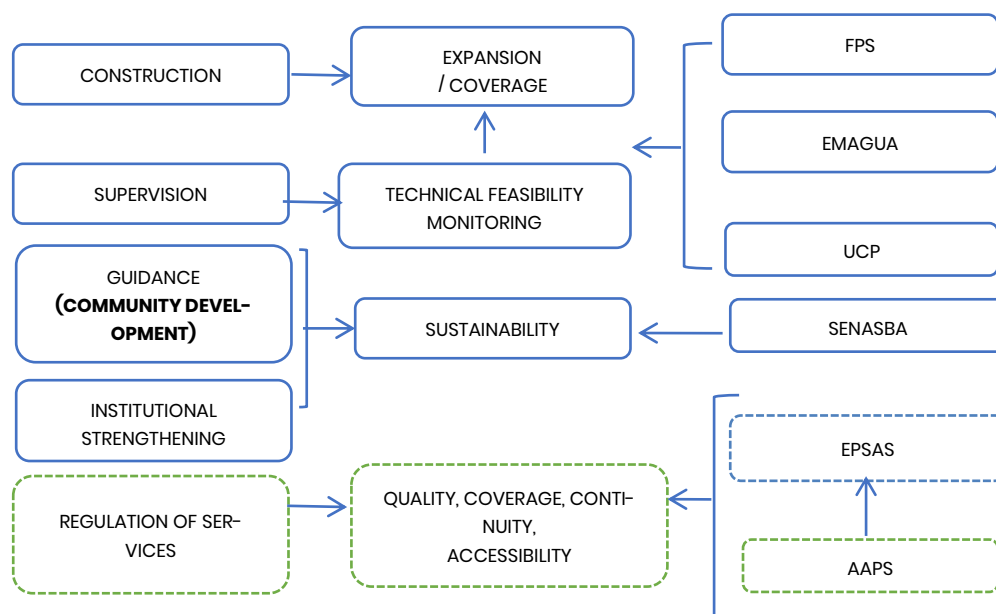 CONSTRUCTION
EXPANSION
/ COVERAGE
FPS
EMAGUA
SUPERVISION
TECHNICAL FEASIBILITY
MONITORING
UCP
GUIDANCE
(COMMUNITY DEVEL-
OPMENT)
SUSTAINABILITY
SENASBA
INSTITUTIONAL
STRENGTHENING
EPSAS
REGULATION OF SER-
VICES
QUALITY, COVERAGE, CONTI-
NUITY,
ACCESSIBILITY
AAPS